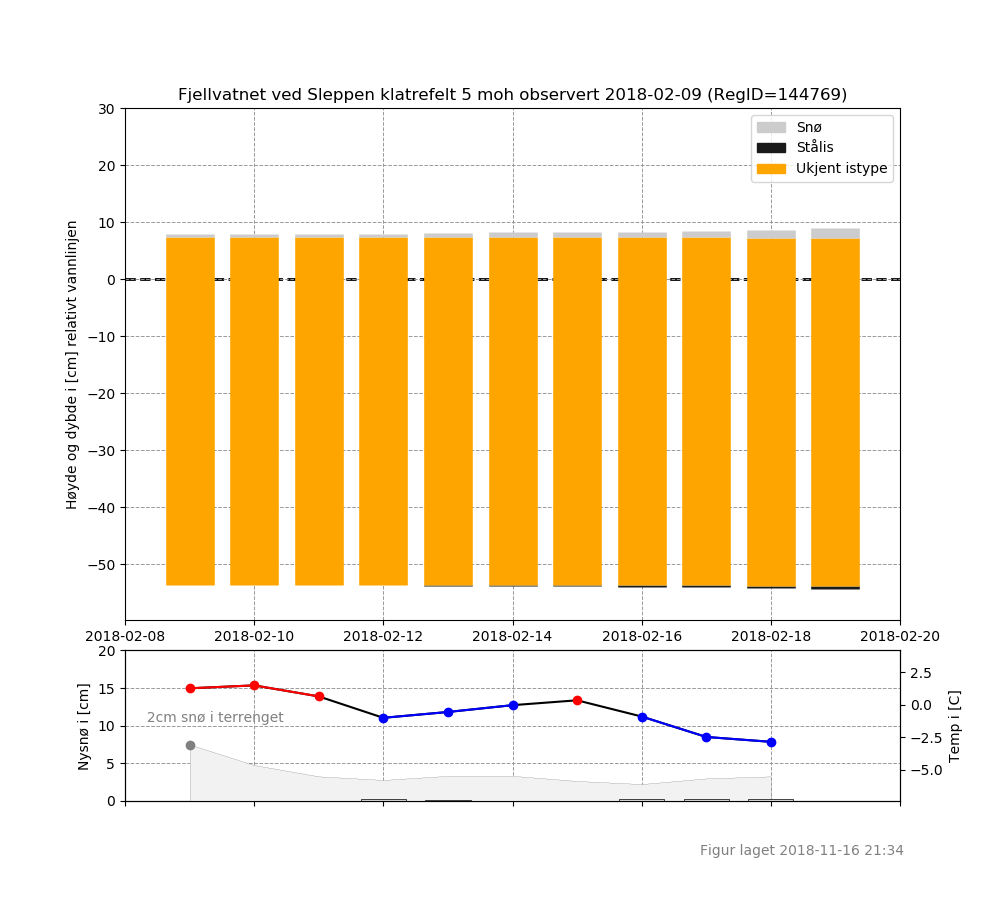 Fjellvatnet ved Sleppen klatrefelt 5 moh observert 2018-02-09 (RegID=144769)
Høyde og dybde i [cm] relativt vannlinjen
30
20
10
0
−10
−20
−30
−40
−50
Snø
Stålis
Ukjent istype
2018-02-08 2018-02-10 2018-02-12 2018-02-14 2018-02-16 2018-02-18 2018-02-20
Nysnø i [cm]
20
15
10
5
0
2cm snø i terrenget
2.5
0.0
−2.5
−5.0
Temp i [C]
Figur laget 2018-11-16 21:34